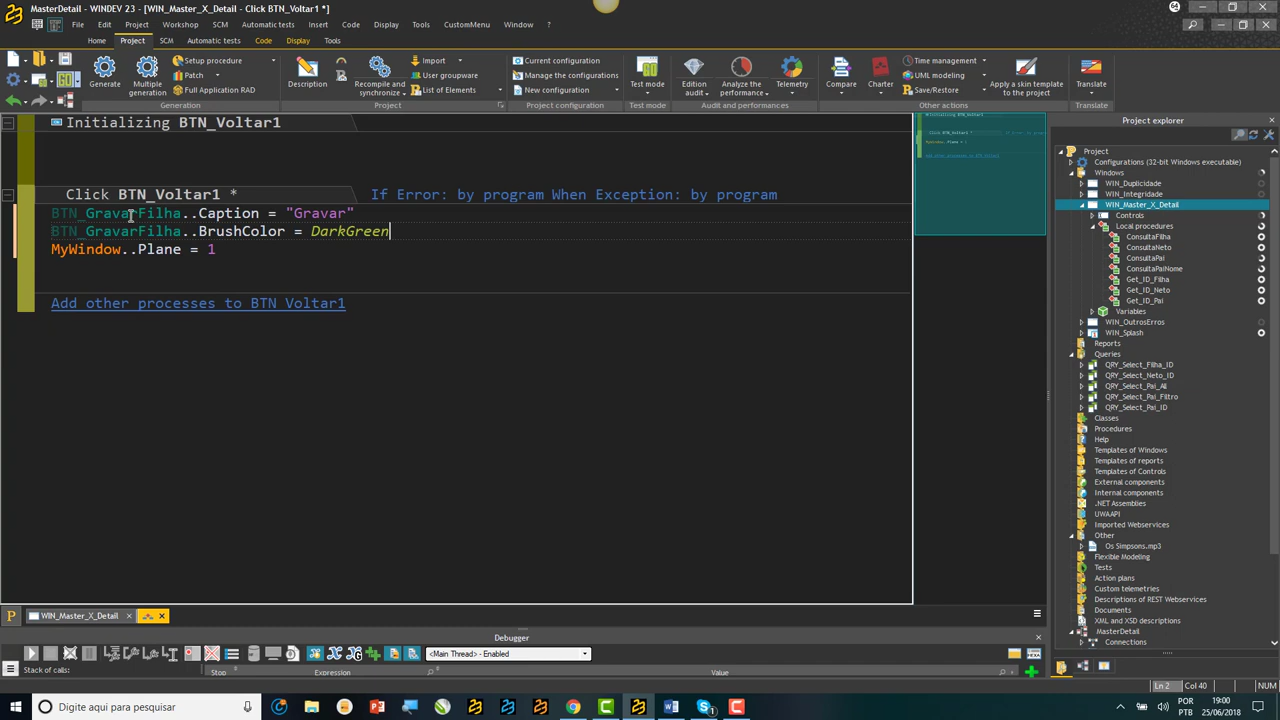 MasterDetail - WINDEV 23 - [WIN_Master_X_Detail - Click BTN_Voltar1 *]
64
File Edit Project Workshop SCM Automatic tests Insert Code Display Tools CustomMenu Window ?
Home Project SCM Automatic tests Code Display Tools
GO!
Generate
Multiple generation
Setup procedure
Patch
Full Application RAD
Generation
Description
Recompile and synchronize
Import
User groupware
List of Elements
Project
Current configuration
Manage the configurations
New configuration
Project configuration
Test mode
Test mode
Edition audit
Performance analysis
Telemetry
Audit and performances
Compare
Charter
Time management
UML modeling
Save/Restore
Apply a skin template to the project
Other actions
Translate
Translate
Initializing BTN_Voltar1
Click BTN_Voltar1 * If Error: by program When Exception: by program
BTN_GravarFilha..Caption = "Gravar"
BTN_GravarFilha..BrushColor = DarkGreen
MyWindow..Plane = 1
Add other processes to BTN_Voltar1
Project explorer
Project
Configurations (32-bit Windows executable)
Windows
WIN_Duplicidade
WIN_Integridade
WIN_Master_X_Detail
Controls
Local procedures
ConsultaFilha
ConsultaNeto
ConsultaPai
ConsultaPaiNome
Get_ID_Filha
Get_ID_Neto
Get_ID_Pai
Variables
WIN_OutrosErros
WIN_Splash
Reports
Queries
QRY_Select_Filha_ID
QRY_Select_Neto_ID
QRY_Select_Pai_All
QRY_Select_Pai_Filtro
QRY_Select_Pai_ID
Classes
Procedures
Help
Templates of Windows
Templates of reports
Templates of Controls
External components
Internal components
.NET Assemblies
UWAAPI
Imported Webservices
Other
Os Simpsons.mp3
Flexible Modeling
Tests
Action plans
Custom telemetries
Descriptions of REST Webservices
Documents
XML and XSD descriptions
MasterDetail
Connections
P WIN_Master_X_Detail
Debugger
<Main Thread> - Enabled
Stack of calls: Stop Expression Value
Ln 2 Col 40 NUM
Digite aqui para pesquisar
POR
PTB
19:00
25/06/2018